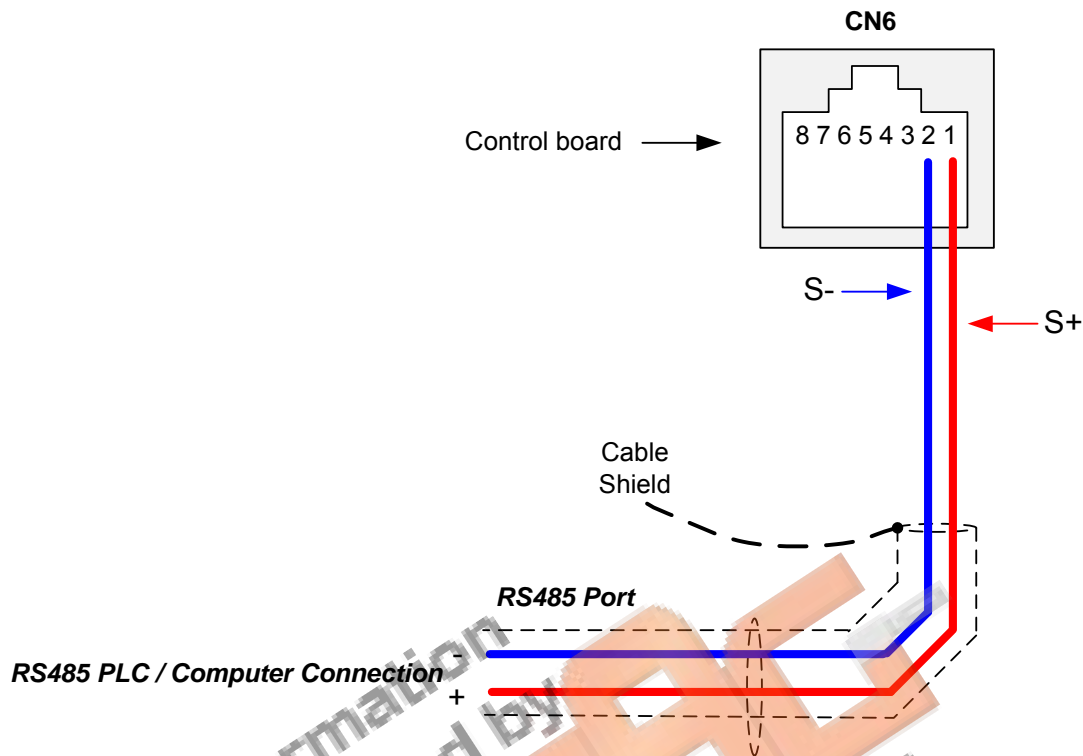 CN6
Control board
8 7 6 5 4 3 2 1
S-
S+
Cable
Shield
RS485 Port
-
RS485 PLC / Computer Connection
+